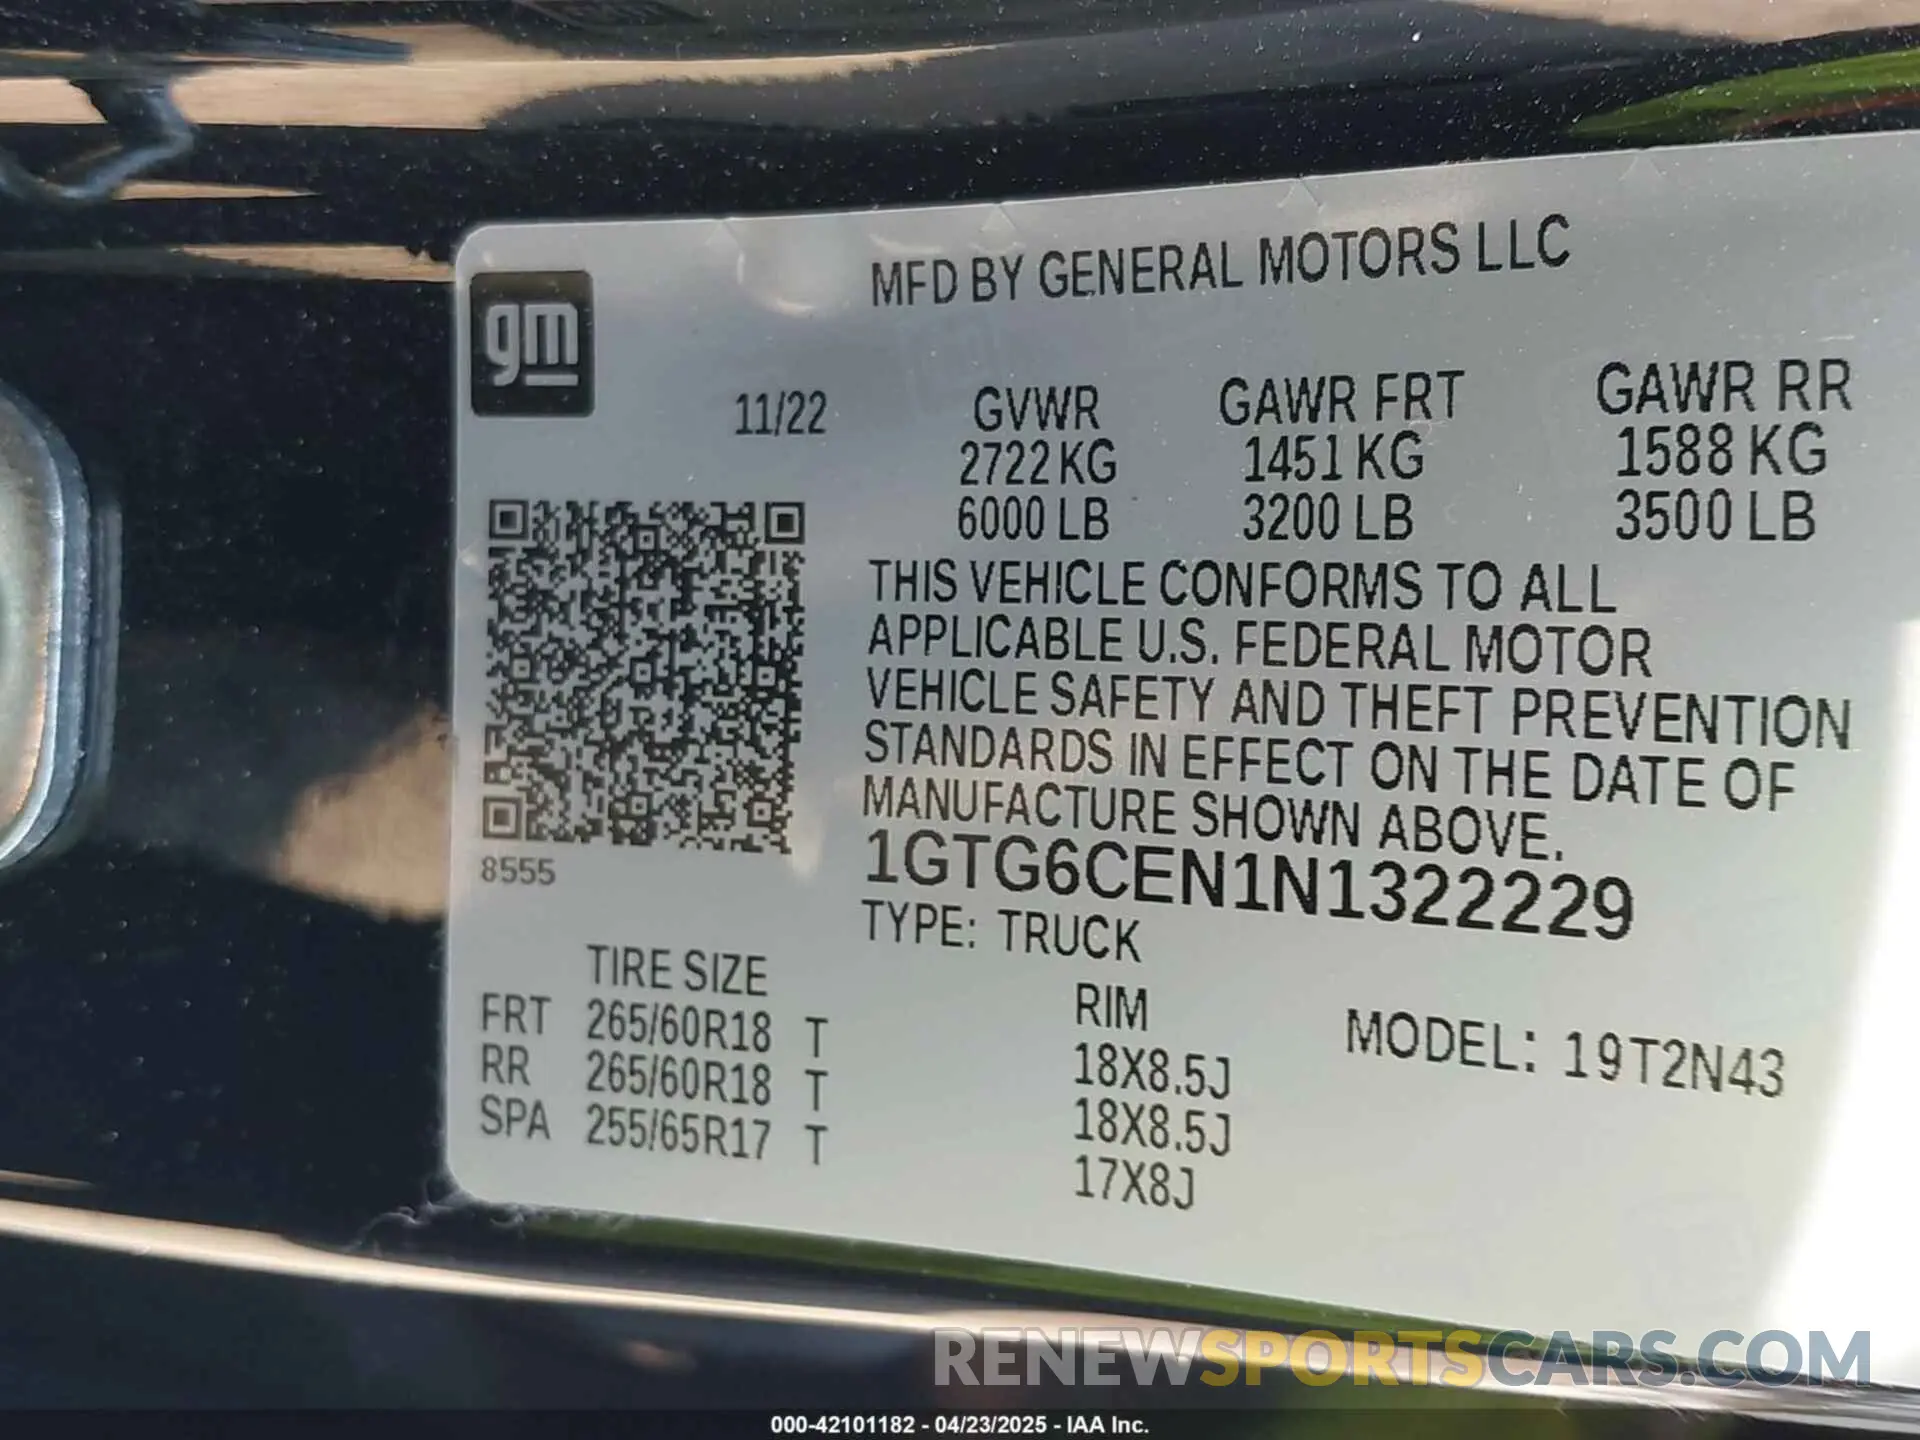 MFD BY GENERAL MOTORS LLC
gm
11/22 GVWR GAWR FRT GAWR RR
2722KG 1451 KG 1588 KG
6000 LB 3200 LB 3500 LB
THIS VEHICLE CONFORMS TO ALL
APPLICABLE U.S. FEDERAL MOTOR
VEHICLE SAFETY AND THEFT PREVENTION
STANDARDS IN EFFECT ON THE DATE OF
MANUFACTURE SHOWN ABOVE.
8555
1GTG6CEN1N1322229
TYPE: TRUCK
TIRE SIZE RIM MODEL: 19T2N43
FRT 265/60R18 T 18X8.5J
RR 265/60R18 T 18X8.5J
SPA 255/65R17 T 17X8J
RENEWSPORTSCARS.COM
000-42101182 - 04/23/2025 - IAA Inc.